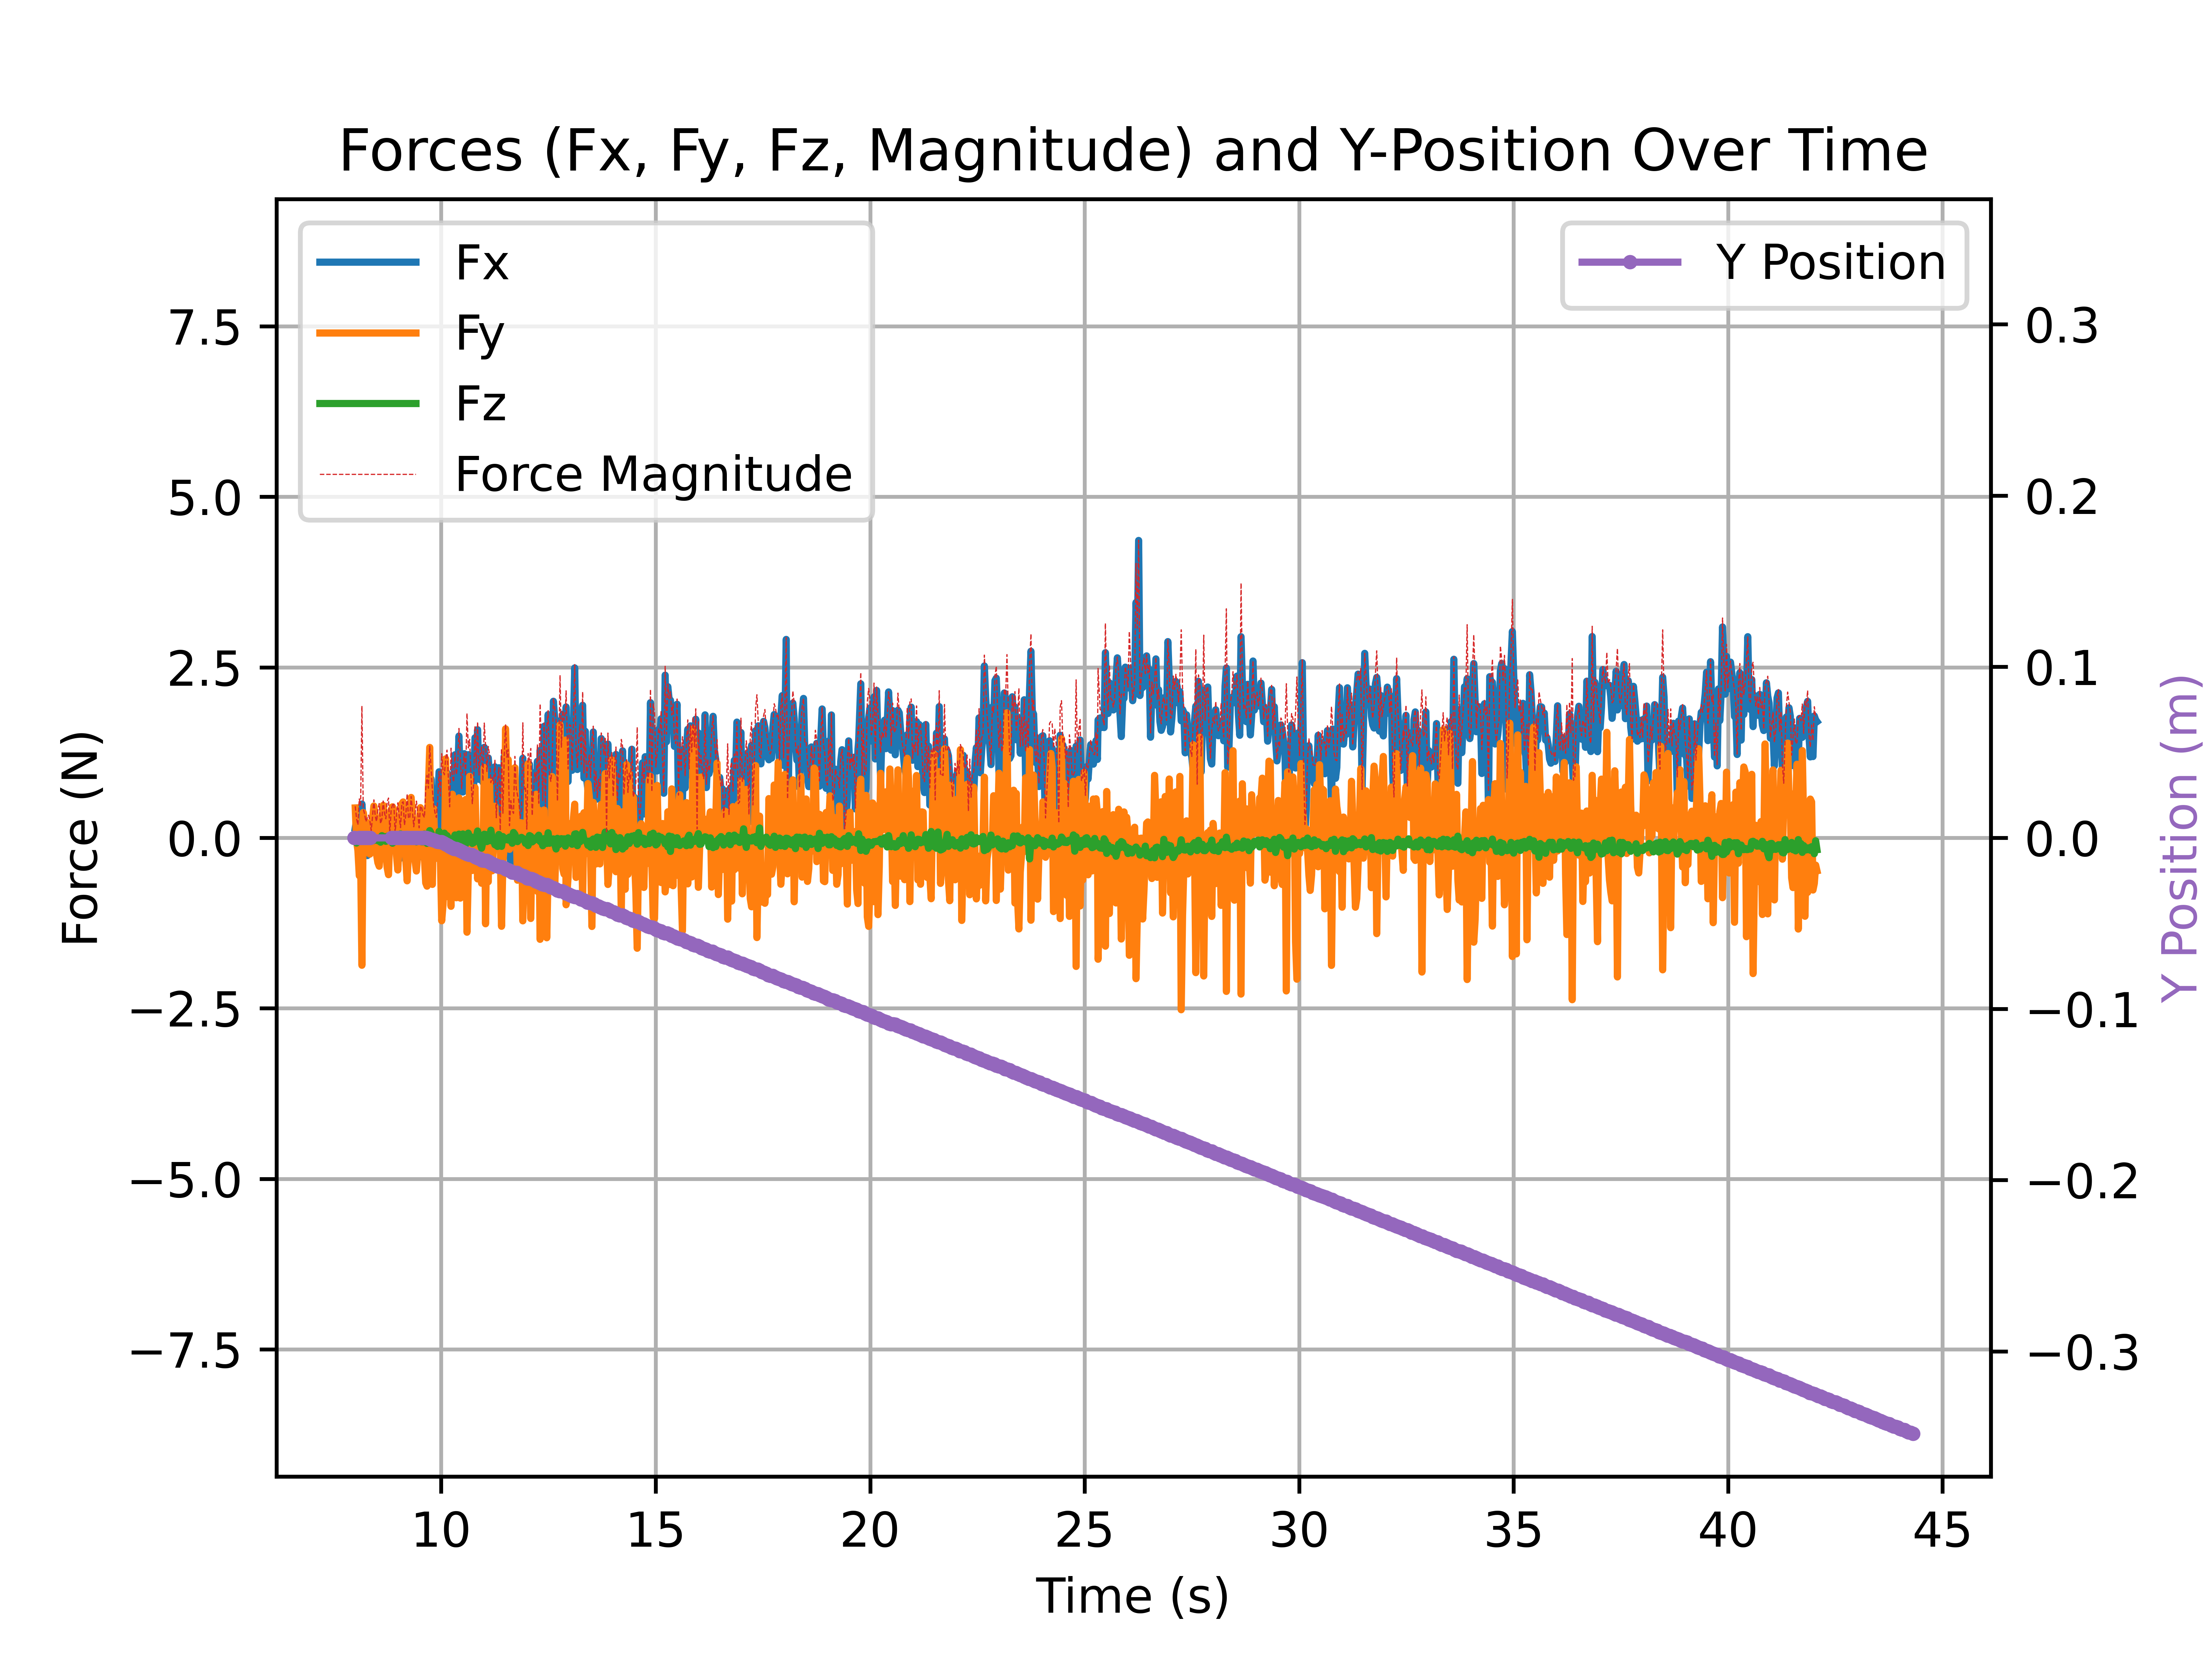 Forces (Fx, Fy, Fz, Magnitude) and Y-Position Over Time
Fx
Fy
Fz
Force Magnitude
Y Position
7.5
5.0
2.5
0.0
−2.5
−5.0
−7.5
Force (N)
0.3
0.2
0.1
0.0
−0.1
−0.2
−0.3
Y Position (m)
10 15 20 25 30 35 40 45
Time (s)